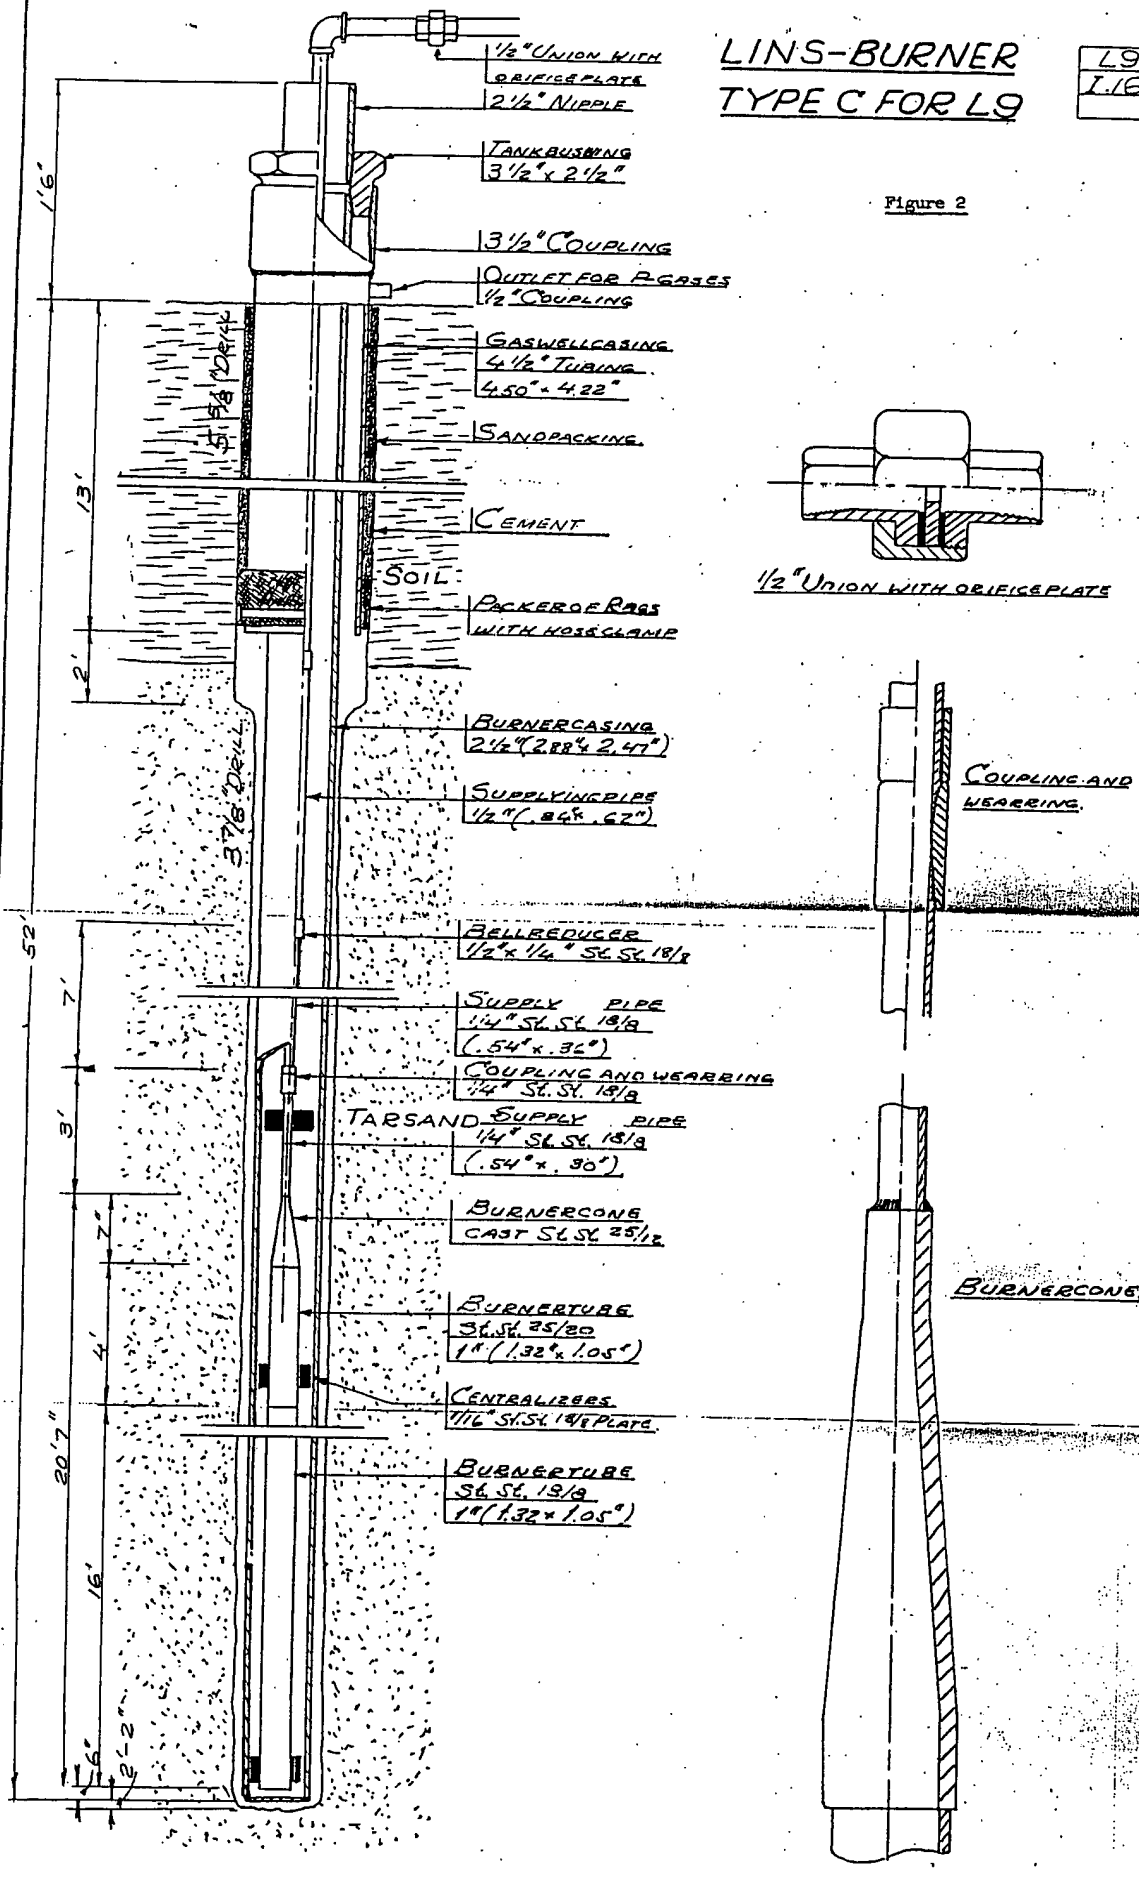 LINS-BURNER
TYPE C FOR L9
L9
I.16
Figure 2
1/2" UNION WITH
ORIFICEPLATE
2 1/2" NIPPLE
TANKBUSHING
3 1/2" x 2 1/2"
3 1/2" COUPLING
OUTLET FOR P-GASES
1/2" COUPLING
GASWELLCASING
4 1/2" TUBING
4.50" x 4.22"
SANDPACKING
CEMENT
SOIL
PACKER OF RAGS
WITH HOSECLAMP
BURNERCASING
2 1/2" (2.88" x 2.47")
SUPPLYINGPIPE
1/2" (.84" x .62")
BELLREDUCER
1/2" x 1/4" St. St. 18/8
SUPPLY PIPE
1/4" St. St. 18/8
(.54" x .36")
COUPLING AND WEARRING
1/4" St. St. 18/8
TARSAND
SUPPLY PIPE
1/4" St. St. 18/8
(.54" x .30")
BURNERCONE
CAST St. St. 25/12
BURNERTUBE
St. St. 25/20
1" (1.32" x 1.05")
CENTRALIZERS
1/16" St. St. 18/8 PLATE
BURNERTUBE
St. St. 18/8
1" (1.32 x 1.05")
1'6"
5 5/8" DRILL
13'
2'
3 7/8" DRILL
52'
7'
3'
7"
4'
20'7"
16'
6"
2'-2"
1/2" UNION WITH ORIFICEPLATE
COUPLING AND
WEARRING.
BURNERCONE